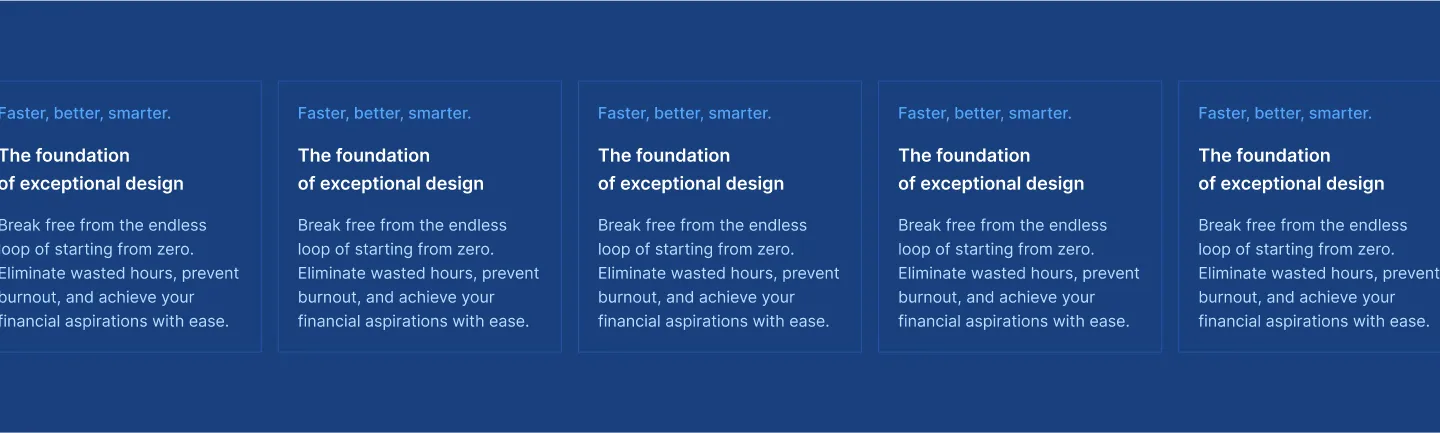 Faster, better, smarter.
The foundation
of exceptional design
Break free from the endless
loop of starting from zero.
Eliminate wasted hours, prevent
burnout, and achieve your
financial aspirations with ease.
Faster, better, smarter.
The foundation
of exceptional design
Break free from the endless
loop of starting from zero.
Eliminate wasted hours, prevent
burnout, and achieve your
financial aspirations with ease.
Faster, better, smarter.
The foundation
of exceptional design
Break free from the endless
loop of starting from zero.
Eliminate wasted hours, prevent
burnout, and achieve your
financial aspirations with ease.
Faster, better, smarter.
The foundation
of exceptional design
Break free from the endless
loop of starting from zero.
Eliminate wasted hours, prevent
burnout, and achieve your
financial aspirations with ease.
Faster, better, smarter.
The foundation
of exceptional design
Break free from the endless
loop of starting from zero.
Eliminate wasted hours, prevent
burnout, and achieve your
financial aspirations with ease.